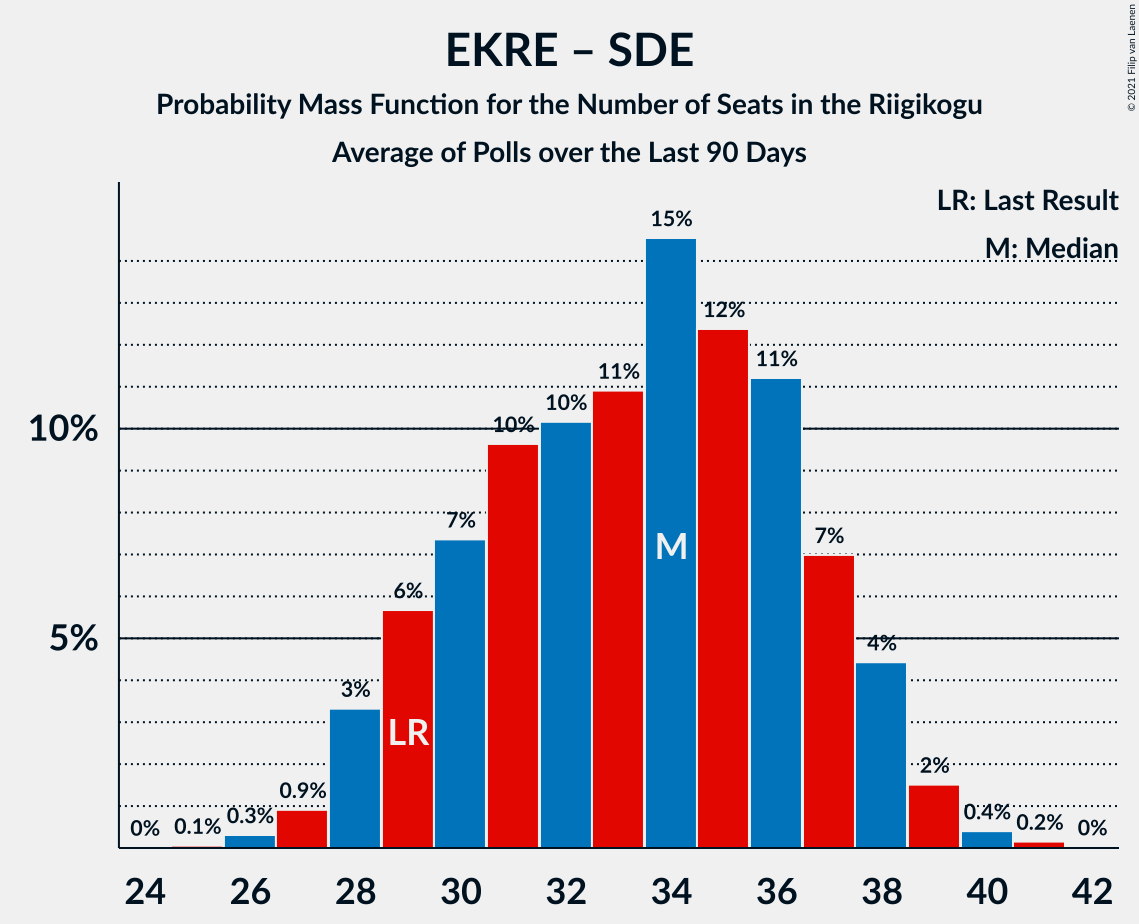 EKRE – SDE
Probability Mass Function for the Number of Seats in the Riigikogu
Average of Polls over the Last 90 Days
© 2021 Filip van Laenen
LR: Last Result
M: Median
15%
12%
11%
11%
10%
10%
10%
7%
7%
M
6%
5%
4%
3%
LR
2%
0.9%
0.3%
0.4%
0.1%
0.2%
0%
0%
24 26 28 30 32 34 36 38 40 42